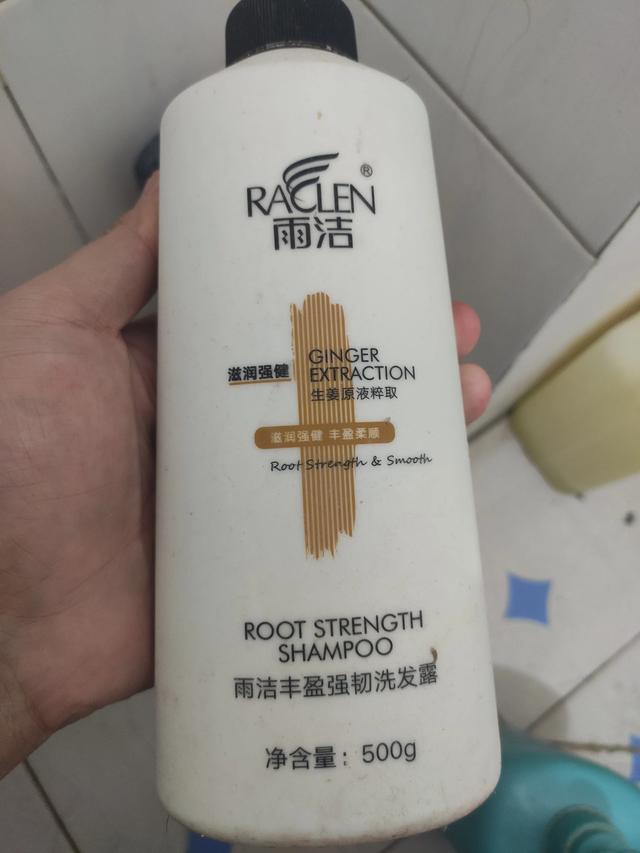 RACLEN®
雨洁
滋润强健
GINGER
EXTRACTION
生姜原液粹取
滋润强健 丰盈柔顺
Root Strength & Smooth
ROOT STRENGTH
SHAMPOO
雨洁丰盈强韧洗发露
净含量：500g